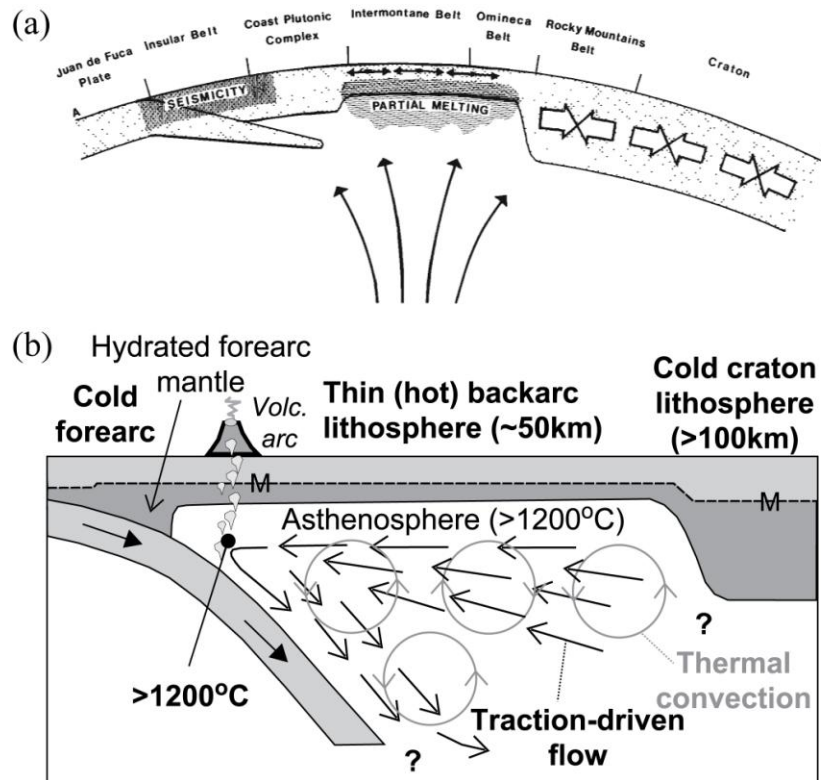 (a)
Juan de Fuca
Plate
Insular Belt
Coast Plutonic
Complex
Intermontane Belt
Omineca
Belt
Rocky Mountains
Belt
Craton
A
SEISMICITY
PARTIAL MELTING
(b)
Hydrated forearc
mantle
Cold
forearc
Volc.
arc
Thin (hot) backarc
lithosphere (~50km)
Cold craton
lithosphere
(>100km)
M
M
Asthenosphere (>1200°C)
?
>1200°C
Thermal
convection
Traction-driven
flow
?